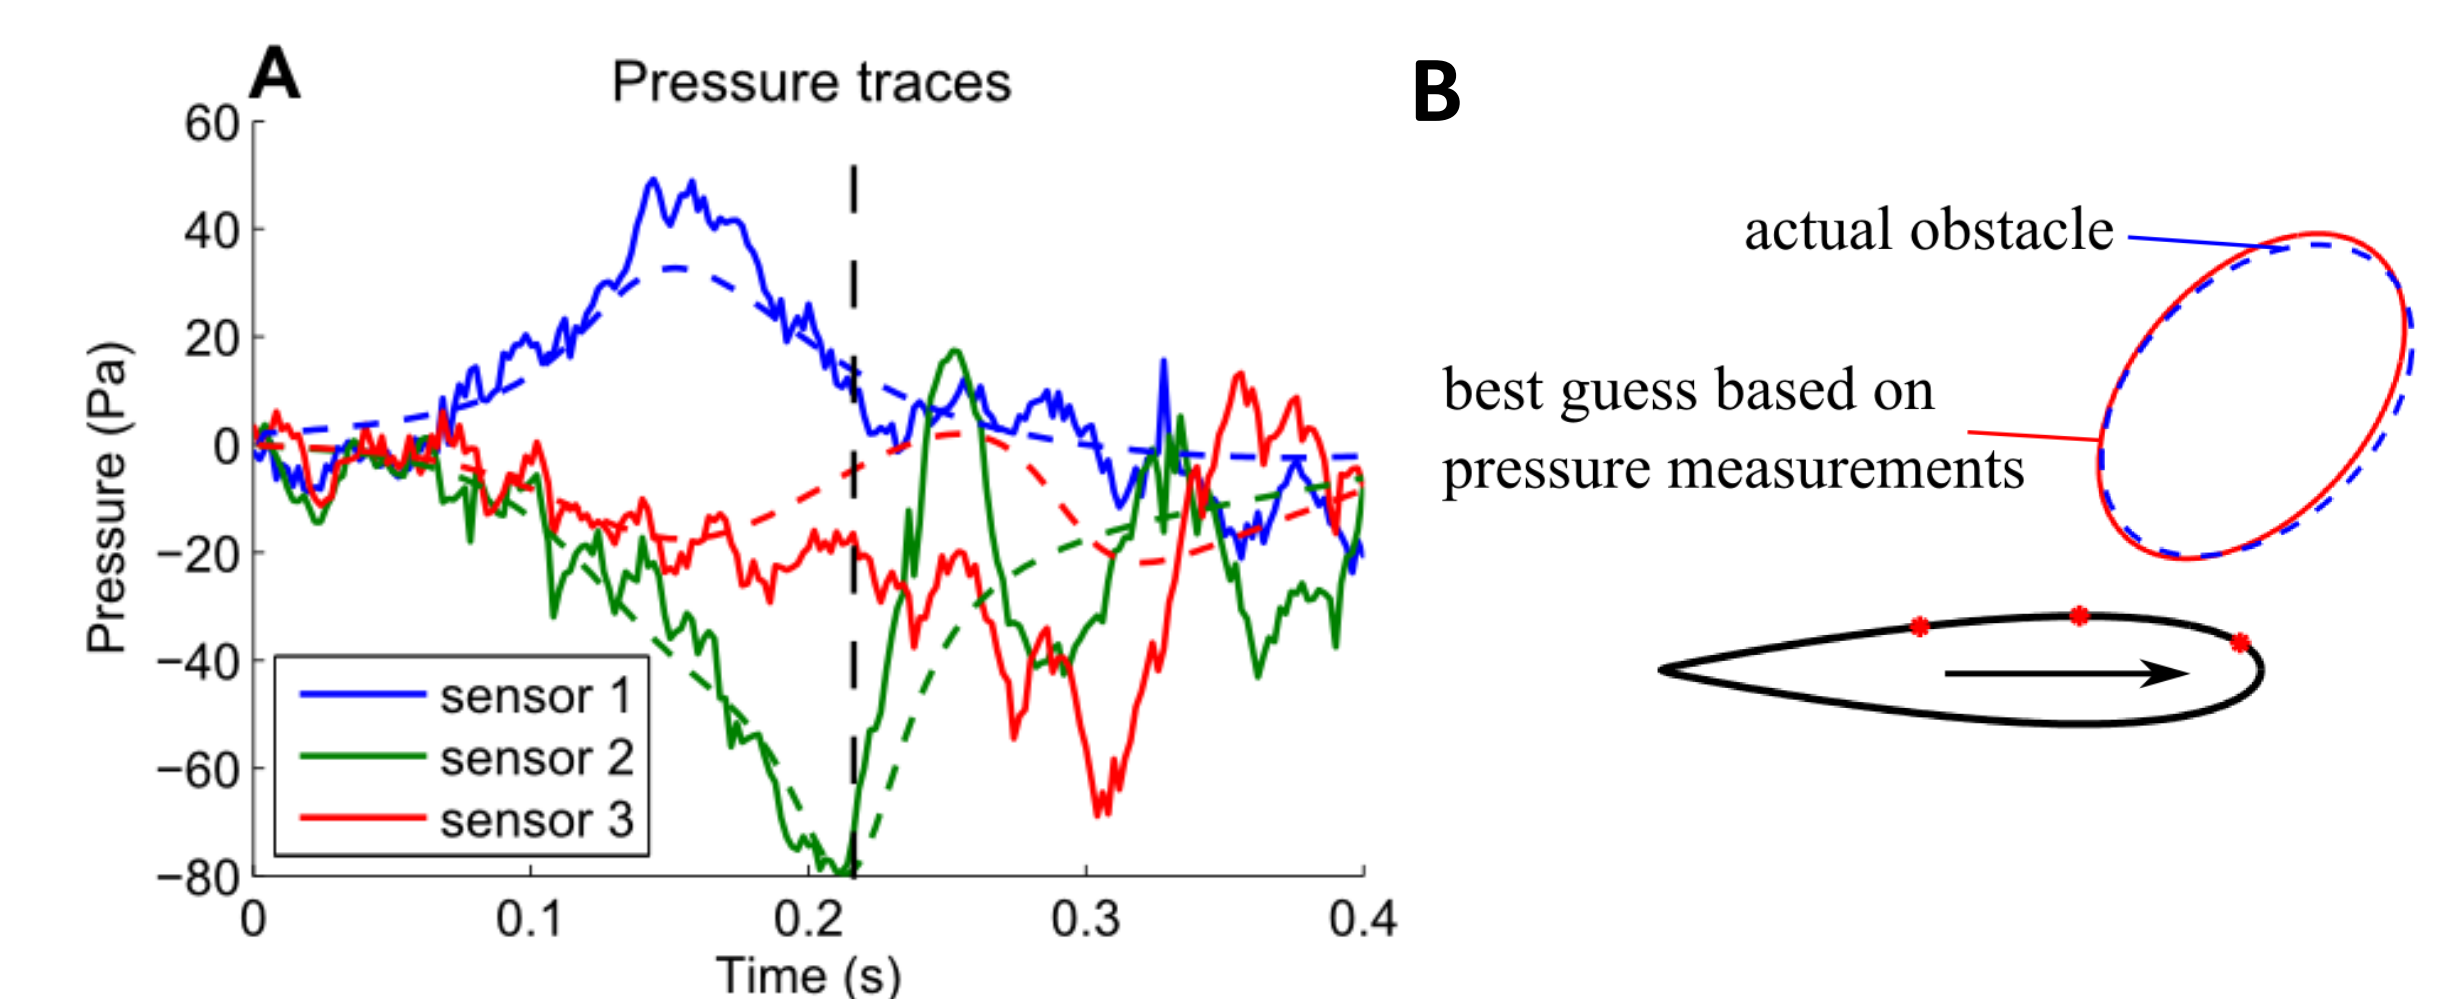 A
Pressure traces
B
60
40
20
0
−20
−40
−60
−80
Pressure (Pa)
sensor 1
sensor 2
sensor 3
0
0.1
0.2
0.3
0.4
Time (s)
actual obstacle
best guess based on
pressure measurements